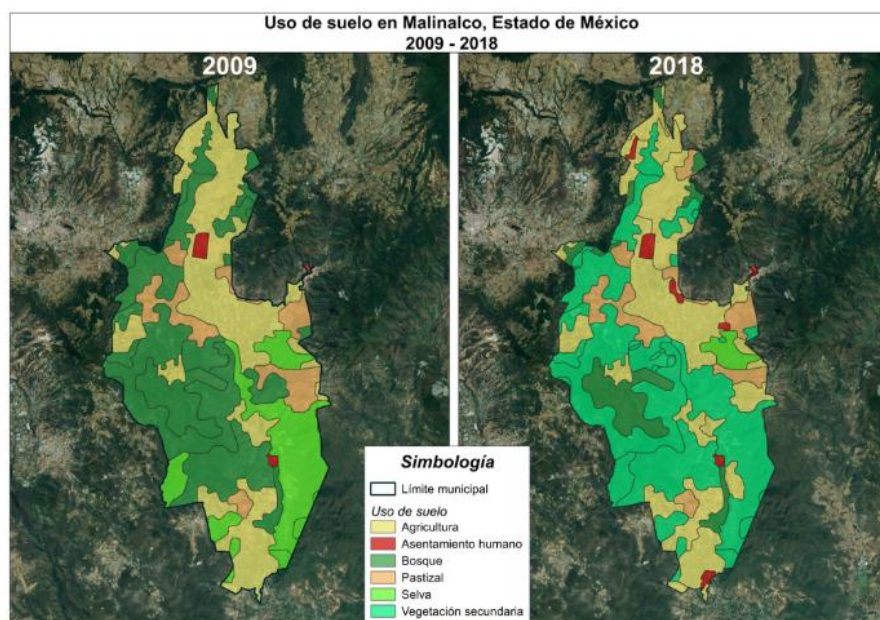 Uso de suelo en Malinalco, Estado de México
2009 - 2018
2009
2018
Simbología
Límite municipal
Uso de suelo
Agricultura
Asentamiento humano
Bosque
Pastizal
Selva
Vegetación secundaria